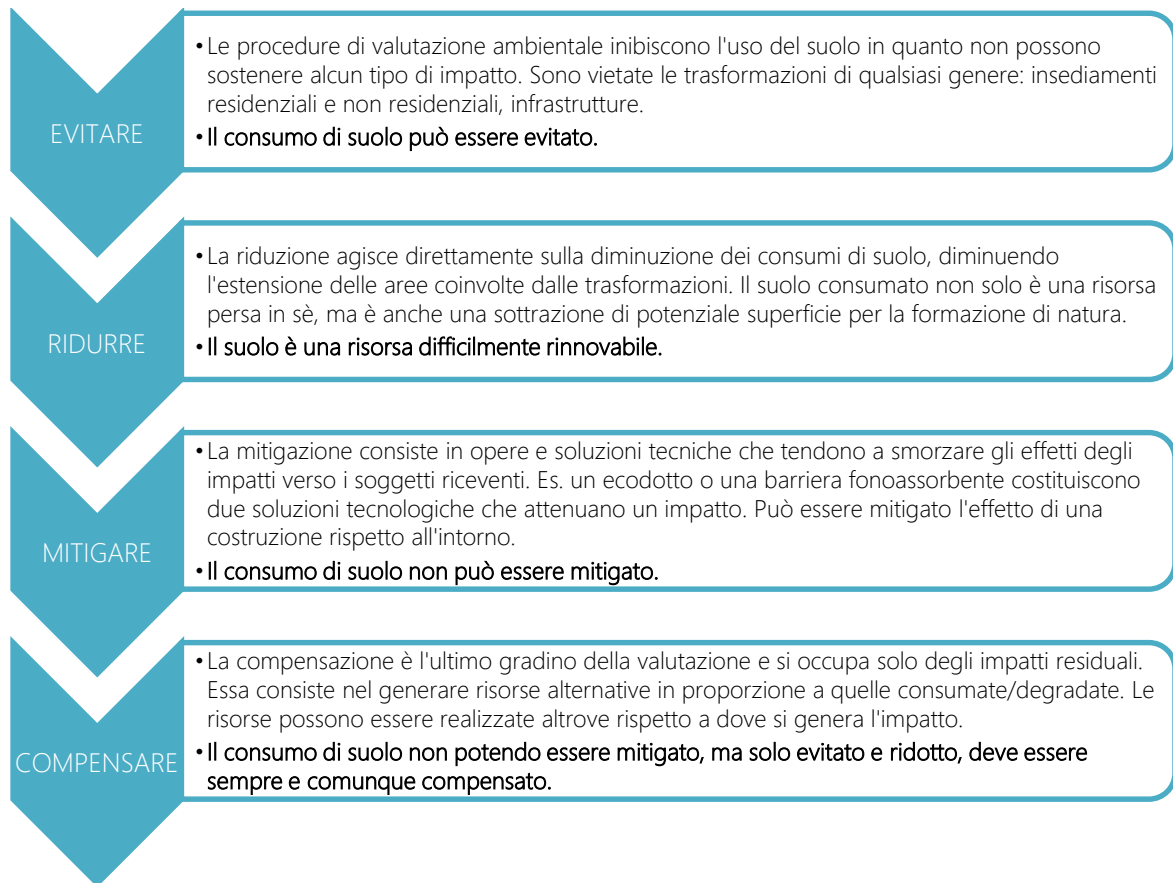 EVITARE
•Le procedure di valutazione ambientale inibiscono l'uso del suolo in quanto non possono
sostenere alcun tipo di impatto. Sono vietate le trasformazioni di qualsiasi genere: insediamenti
residenziali e non residenziali, infrastrutture.
•Il consumo di suolo può essere evitato.
RIDURRE
•La riduzione agisce direttamente sulla diminuzione dei consumi di suolo, diminuendo
l'estensione delle aree coinvolte dalle trasformazioni. Il suolo consumato non solo è una risorsa
persa in sè, ma è anche una sottrazione di potenziale superficie per la formazione di natura.
•Il suolo è una risorsa difficilmente rinnovabile.
MITIGARE
•La mitigazione consiste in opere e soluzioni tecniche che tendono a smorzare gli effetti degli
impatti verso i soggetti riceventi. Es. un ecodotto o una barriera fonoassorbente costituiscono
due soluzioni tecnologiche che attenuano un impatto. Può essere mitigato l'effetto di una
costruzione rispetto all'intorno.
•Il consumo di suolo non può essere mitigato.
COMPENSARE
•La compensazione è l'ultimo gradino della valutazione e si occupa solo degli impatti residuali.
Essa consiste nel generare risorse alternative in proporzione a quelle consumate/degradate. Le
risorse possono essere realizzate altrove rispetto a dove si genera l'impatto.
•Il consumo di suolo non potendo essere mitigato, ma solo evitato e ridotto, deve essere
sempre e comunque compensato.